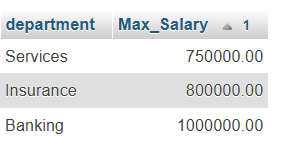 department Max_Salary 1
Services 750000.00
Insurance 800000.00
Banking 1000000.00